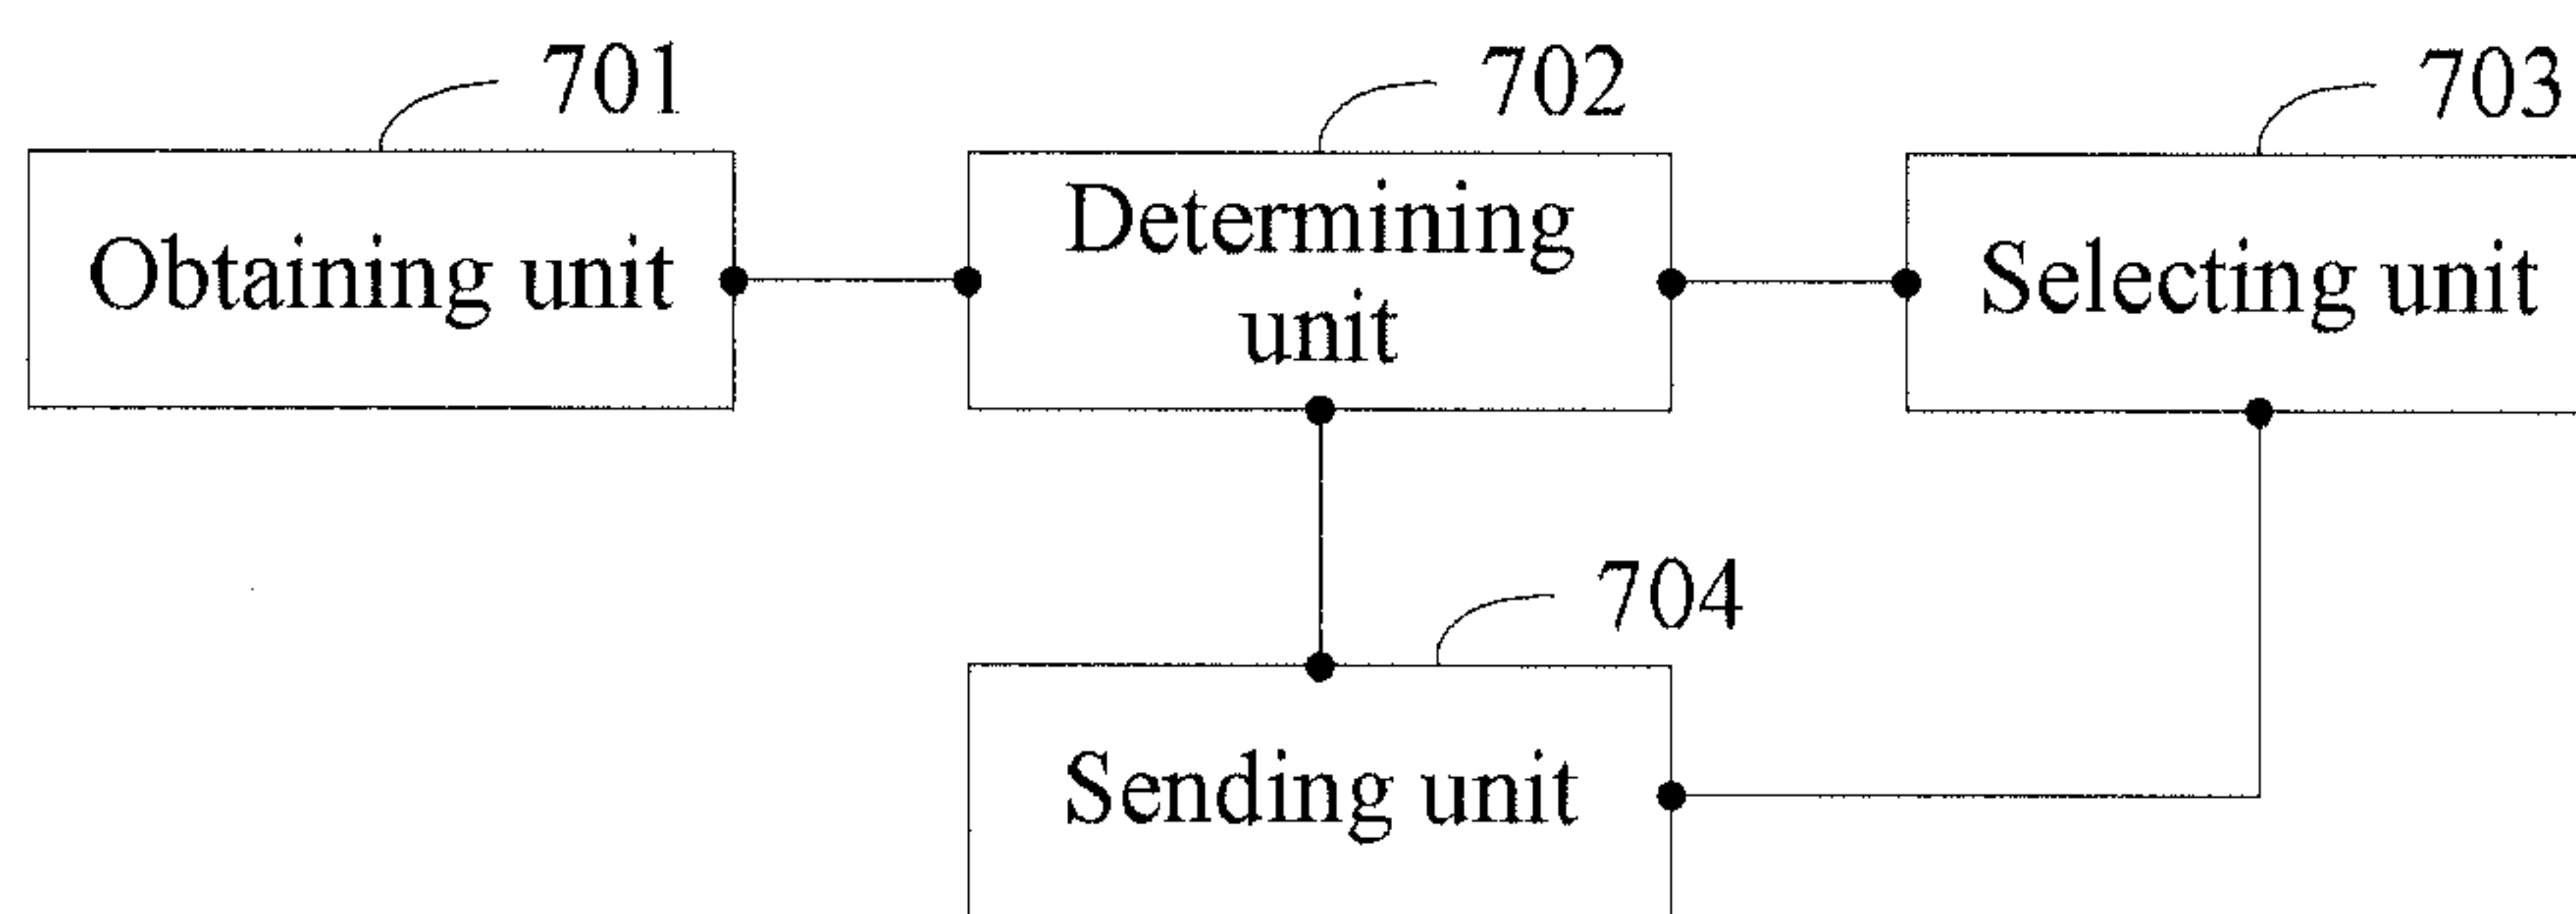 701
702
703
Obtaining unit
Determining
unit
Selecting unit
704
Sending unit